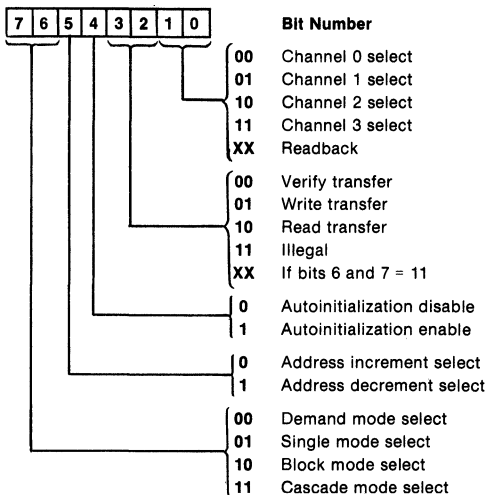 7 6 5 4 3 2 1 0 Bit Number
00 Channel 0 select
01 Channel 1 select
10 Channel 2 select
11 Channel 3 select
XX Readback
00 Verify transfer
01 Write transfer
10 Read transfer
11 Illegal
XX If bits 6 and 7 = 11
0 Autoinitialization disable
1 Autoinitialization enable
0 Address increment select
1 Address decrement select
00 Demand mode select
01 Single mode select
10 Block mode select
11 Cascade mode select